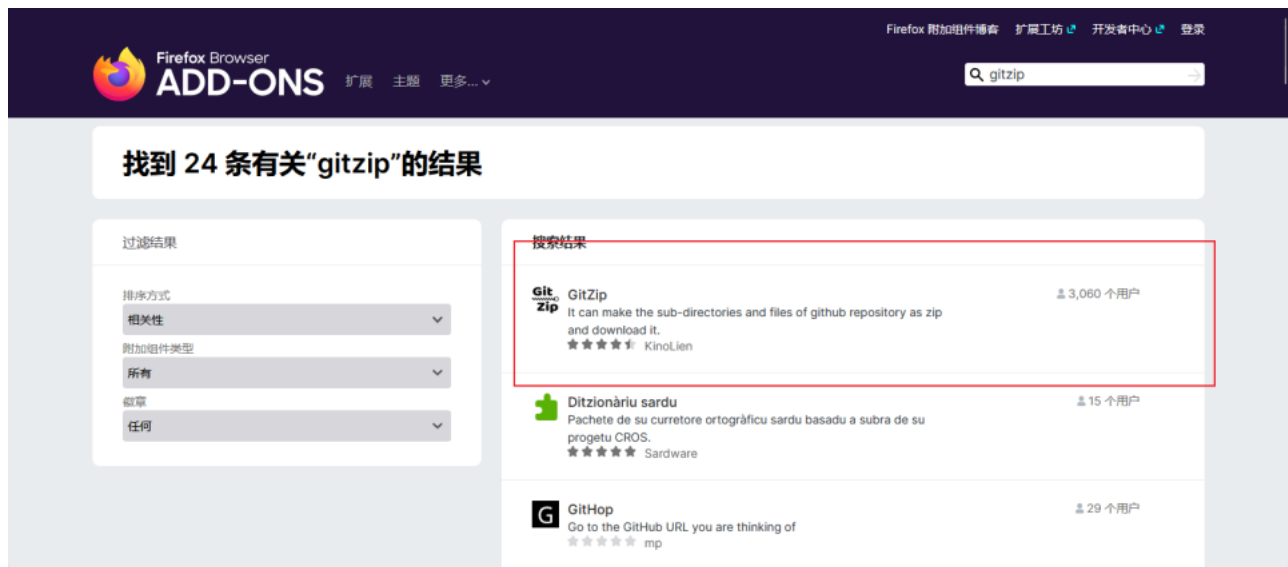 Firefox 附加组件博客 扩展工坊 开发者中心 登录
Firefox Browser
ADD-ONS 扩展 主题 更多...
gitzip
找到 24 条有关“gitzip”的结果
过滤结果
排序方式
相关性
附加组件类型
所有
徽章
任何
搜索结果
Git Zip
GitZip 3,060 个用户
It can make the sub-directories and files of github repository as zip
and download it.
KinoLien
Ditzionàriu sardu 15 个用户
Pachete de su curretore ortogràficu sardu basadu a subra de su
progetu CROS.
Sardware
G
GitHop 29 个用户
Go to the GitHub URL you are thinking of
mp